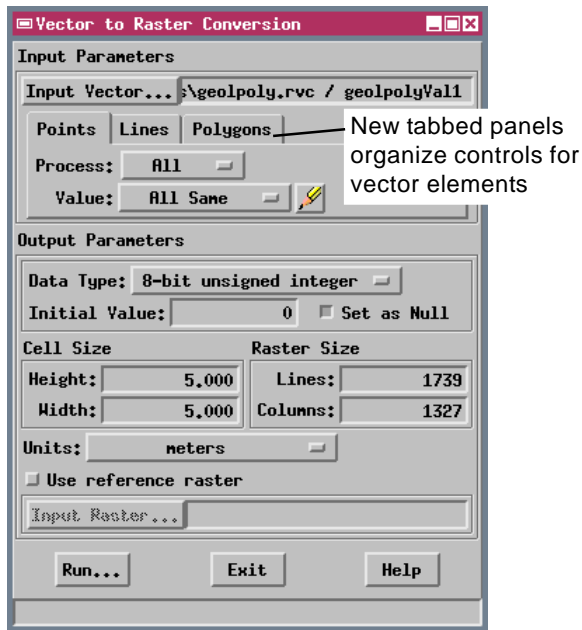 Vector to Raster Conversion
Input Parameters
Input Vector... s\geolpoly.rvc / geolpolyVal1
Points Lines Polygons
New tabbed panels
organize controls for
vector elements
Process: All
Value: All Same
Output Parameters
Data Type: 8-bit unsigned integer
Initial Value: 0 Set as Null
Cell Size Raster Size
Height: 5.000 Lines: 1739
Width: 5.000 Columns: 1327
Units: meters
Use reference raster
Input Raster...
Run... Exit Help